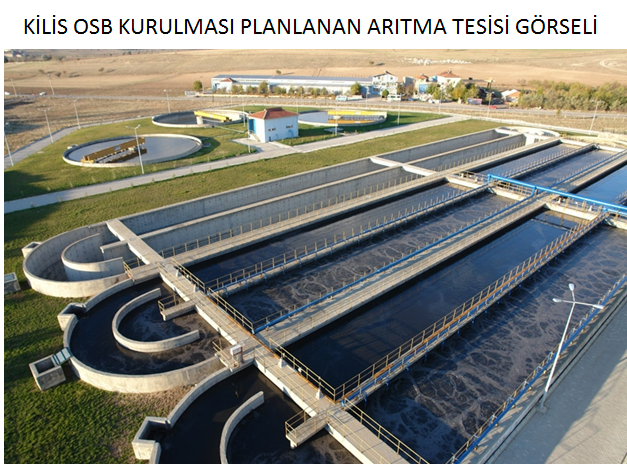 KİLİS OSB KURULMASI PLANLANAN ARITMA TESİSİ GÖRSELİ